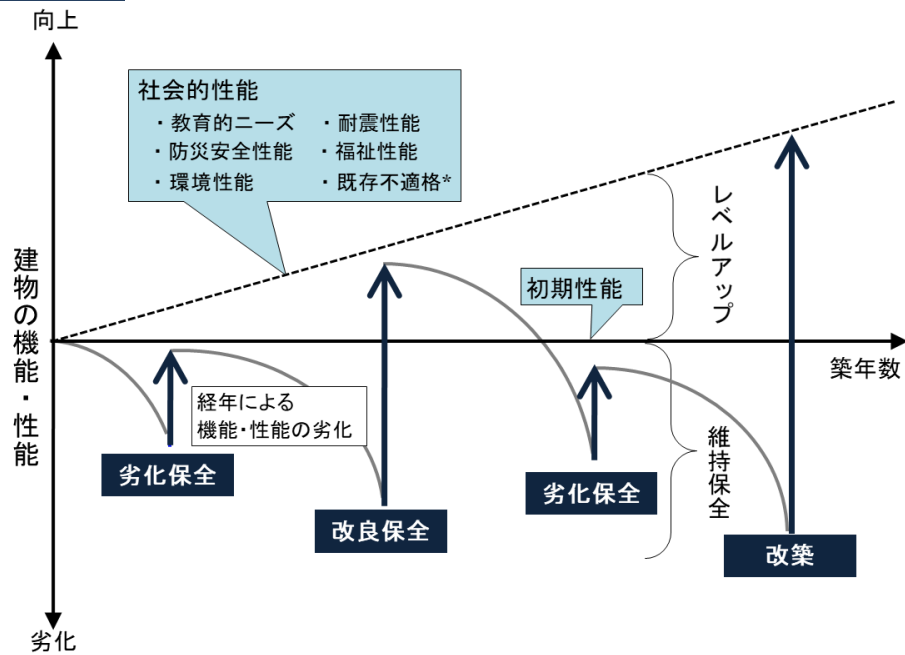 向上
社会的性能
・教育的ニーズ ・耐震性能
・防災安全性能 ・福祉性能
・環境性能 ・既存不適格*
レベルアップ
建物の機能・性能
初期性能
築年数
経年による
機能・性能の劣化
劣化保全
改良保全
劣化保全
維持保全
改築
劣化